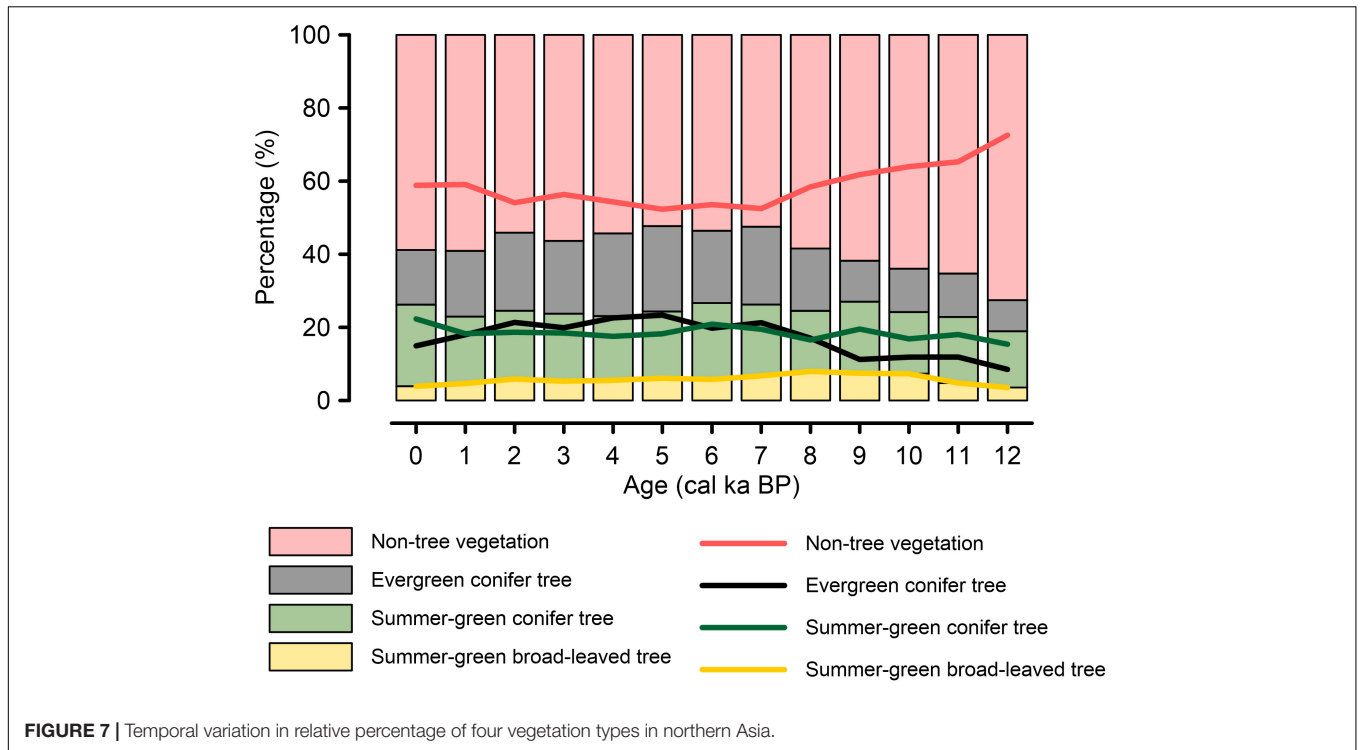 100
80
60
40
20
0
Percentage (%)
0 1 2 3 4 5 6 7 8 9 10 11 12
Age (cal ka BP)
Non-tree vegetation
Evergreen conifer tree
Summer-green conifer tree
Summer-green broad-leaved tree
Non-tree vegetation
Evergreen conifer tree
Summer-green conifer tree
Summer-green broad-leaved tree
FIGURE 7 | Temporal variation in relative percentage of four vegetation types in northern Asia.